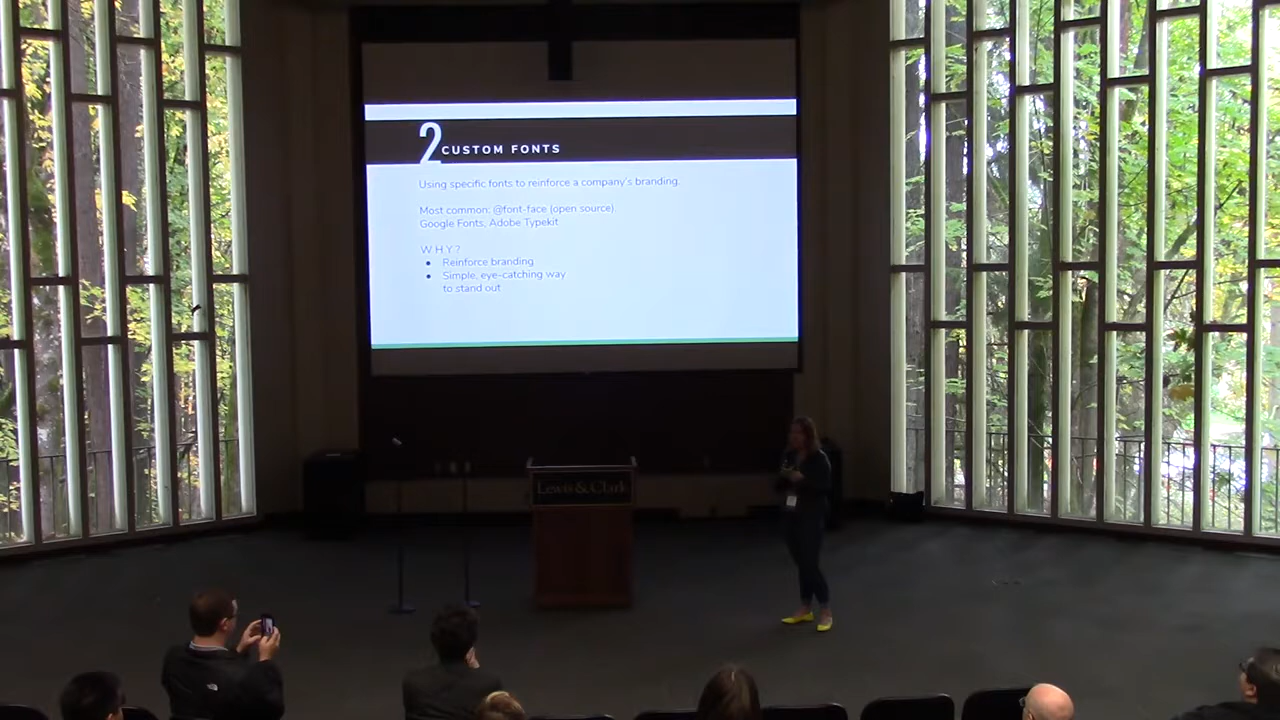 2 CUSTOM FONTS
Using specific fonts to reinforce a company's branding.
Most common: @font-face (open source).
Google Fonts, Adobe Typekit
W H Y ?
Reinforce branding
Simple, eye-catching way
to stand out
Lewis & Clark